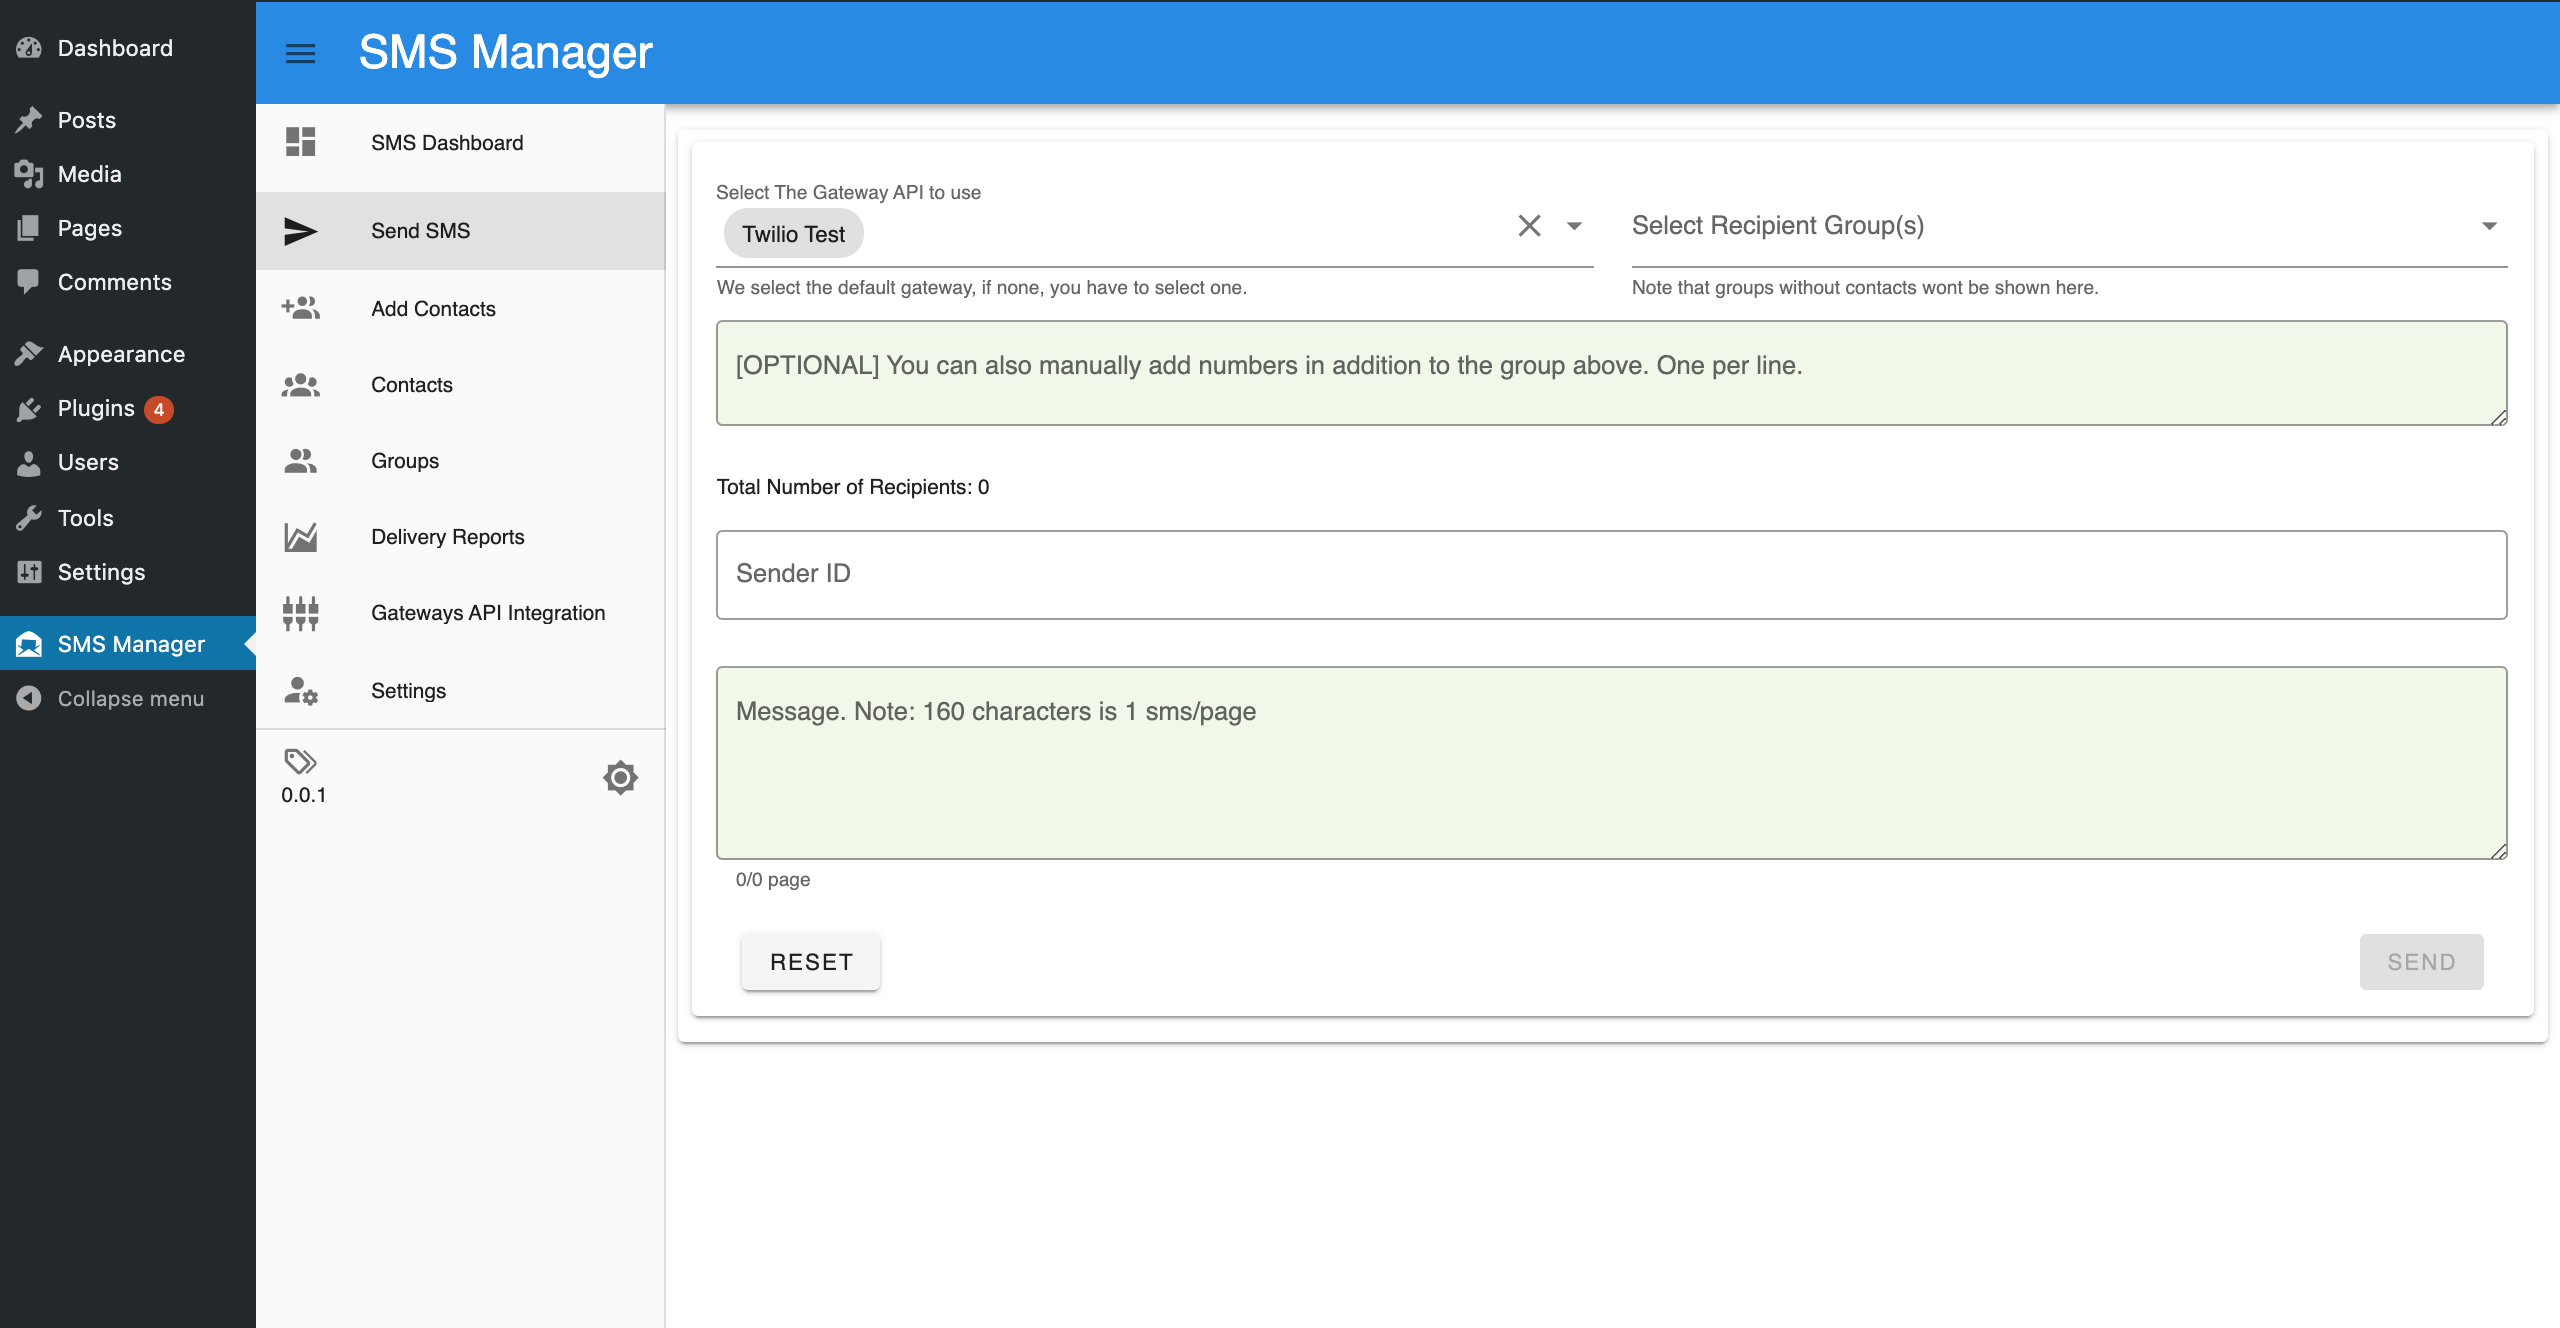 Dashboard
Posts
Media
Pages
Comments
Appearance
Plugins 4
Users
Tools
Settings
SMS Manager
Collapse menu
SMS Manager
SMS Dashboard
Send SMS
Add Contacts
Contacts
Groups
Delivery Reports
Gateways API Integration
Settings
0.0.1
Select The Gateway API to use
Twilio Test
We select the default gateway, if none, you have to select one.
Select Recipient Group(s)
Note that groups without contacts wont be shown here.
[OPTIONAL] You can also manually add numbers in addition to the group above. One per line.
Total Number of Recipients: 0
Sender ID
Message. Note: 160 characters is 1 sms/page
0/0 page
RESET
SEND